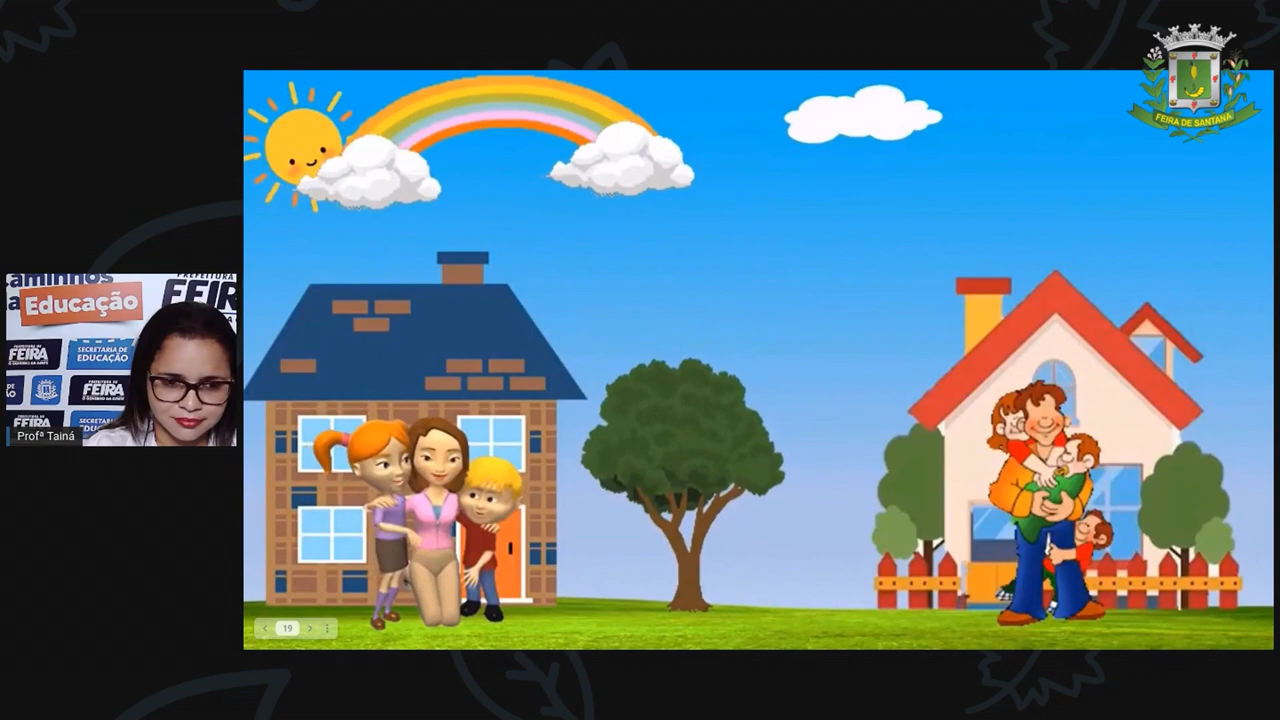 FEIRA DE SANTANA
aminhos
Educação
PREFEITURA
FEIR
FEIRA
SECRETARIA DE
EDUCAÇÃO
FEIRA
FEIRA
Profª Tainá
19